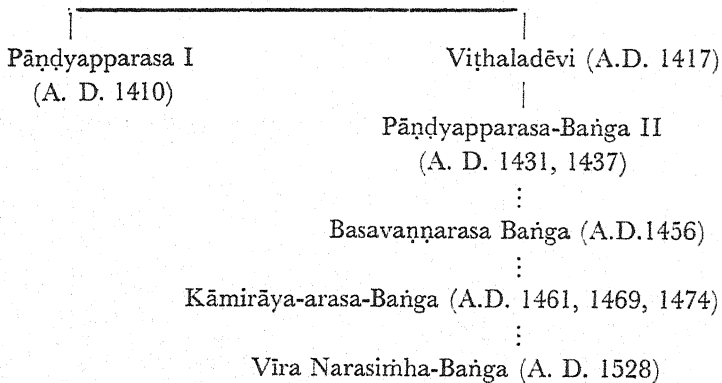 Pāṇḍyapparasa I
(A. D. 1410)
Viṭhaladēvi (A.D. 1417)
Pāṇḍyapparasa-Baṅga II
(A. D. 1431, 1437)
Basavaṇṇarasa Baṅga (A.D.1456)
Kāmirāya-arasa-Baṅga (A.D. 1461, 1469, 1474)
Vīra Narasiṁha-Baṅga (A. D. 1528)